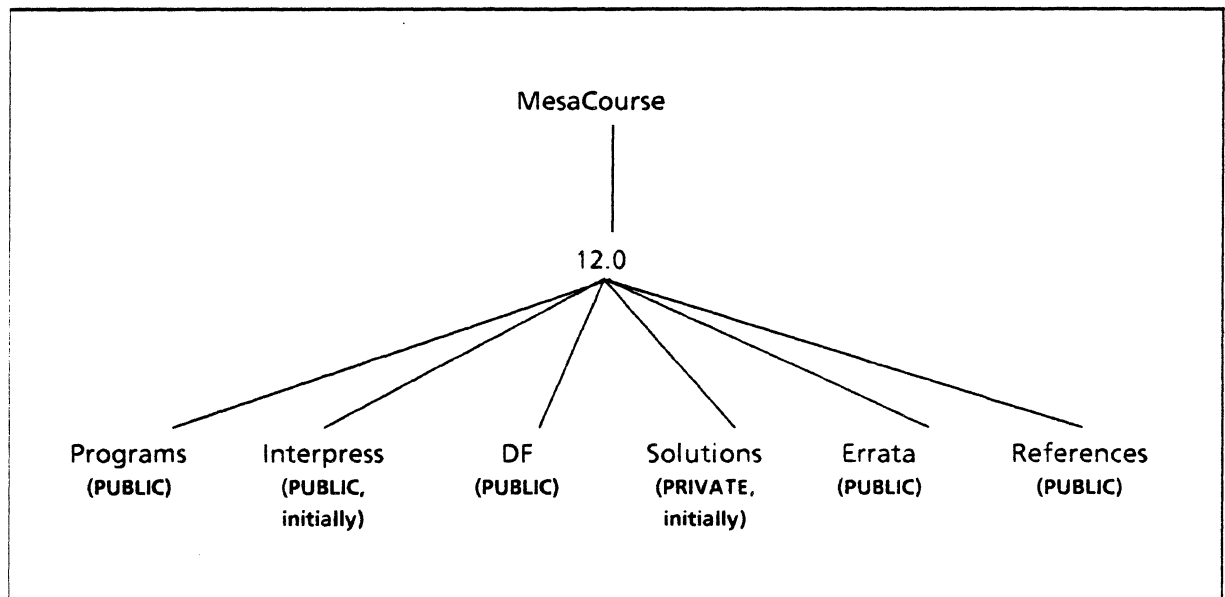 MesaCourse
12.0
Programs Interpress DF Solutions Errata References
(PUBLIC) (PUBLIC, (PUBLIC) (PRIVATE, (PUBLIC) (PUBLIC)
initially) initially)